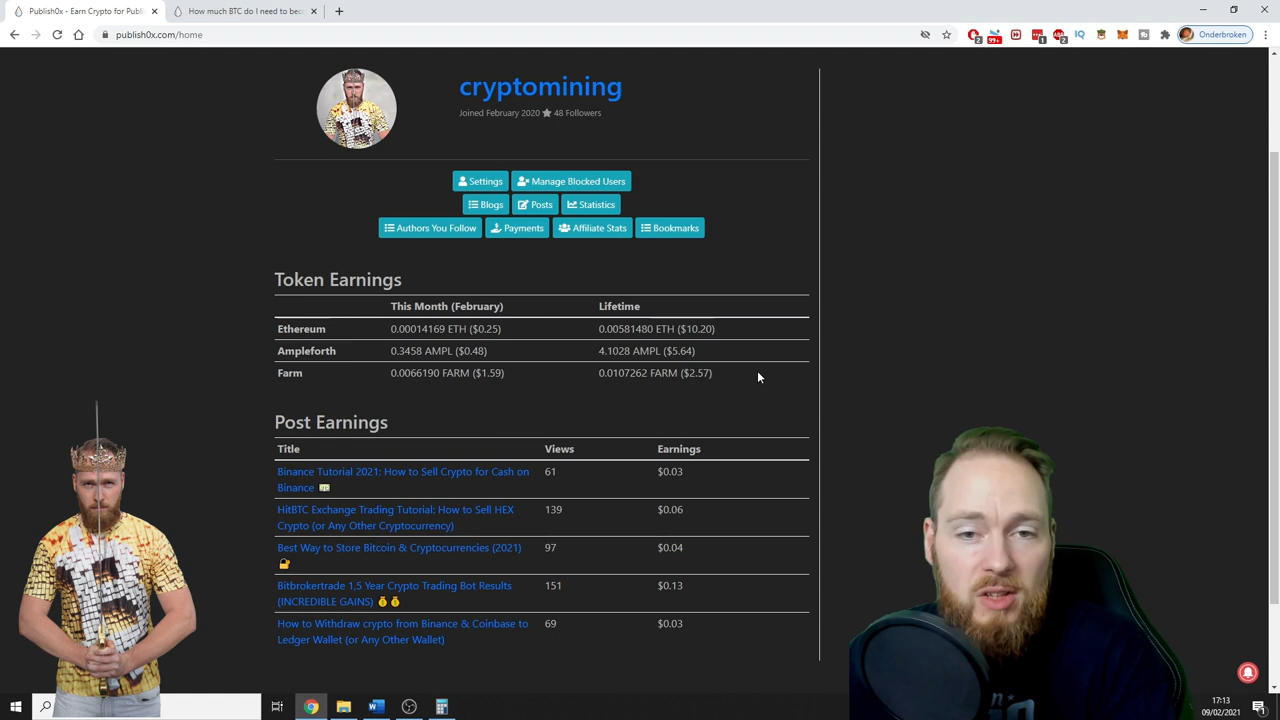 Publish0x - Earn Crypto for Publi
How much BTC do I need to becc
publish0x.com/home
2
99+
1
2
IQ
Onderbroken
cryptomining
Joined February 2020 ★ 48 Followers
Settings
Manage Blocked Users
Blogs
Posts
Statistics
Authors You Follow
Payments
Affiliate Stats
Bookmarks
Token Earnings
This Month (February) Lifetime
Ethereum 0.00014169 ETH ($0.25) 0.00581480 ETH ($10.20)
Ampleforth 0.3458 AMPL ($0.48) 4.1028 AMPL ($5.64)
Farm 0.0066190 FARM ($1.59) 0.0107262 FARM ($2.57)
Post Earnings
Title Views Earnings
Binance Tutorial 2021: How to Sell Crypto for Cash on 61 $0.03
Binance 💵
HitBTC Exchange Trading Tutorial: How to Sell HEX 139 $0.06
Crypto (or Any Other Cryptocurrency)
Best Way to Store Bitcoin & Cryptocurrencies (2021) 97 $0.04
🔓
Bitbrokertrade 1,5 Year Crypto Trading Bot Results 151 $0.13
(INCREDIBLE GAINS) 💰💰
How to Withdraw crypto from Binance & Coinbase to 69 $0.03
Ledger Wallet (or Any Other Wallet)
17:13
09/02/2021
1